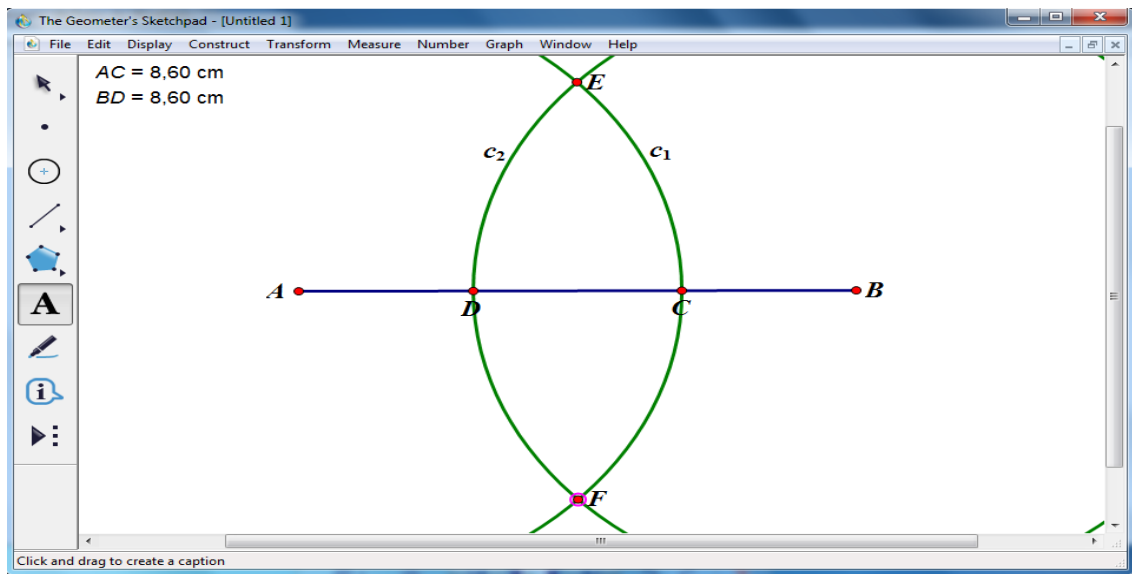 The Geometer's Sketchpad - [Untitled 1]
File Edit Display Construct Transform Measure Number Graph Window Help
AC = 8,60 cm
BD = 8,60 cm
E
c₂ c₁
A B
D C
A
F
Click and drag to create a caption